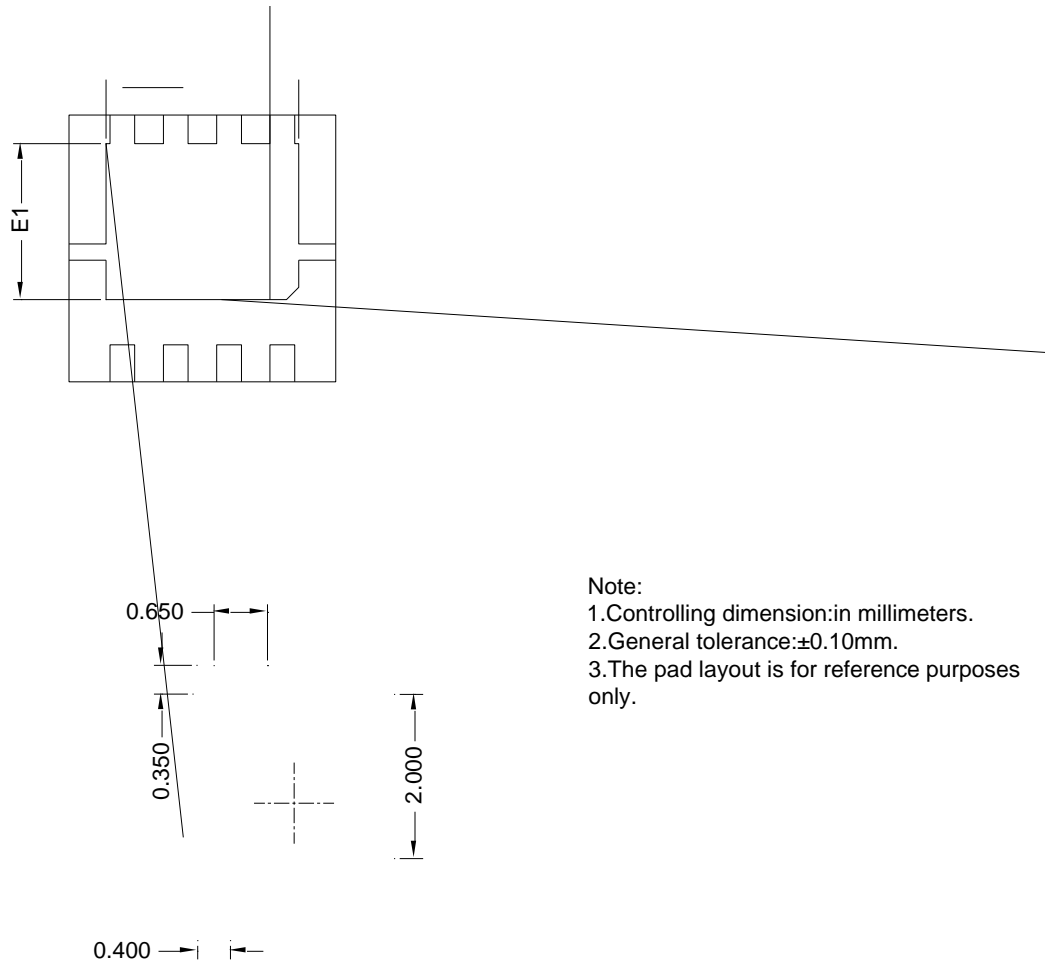 E1
0.650
0.350
2.000
0.400
Note:
1.Controlling dimension:in millimeters.
2.General tolerance:±0.10mm.
3.The pad layout is for reference purposes
only.